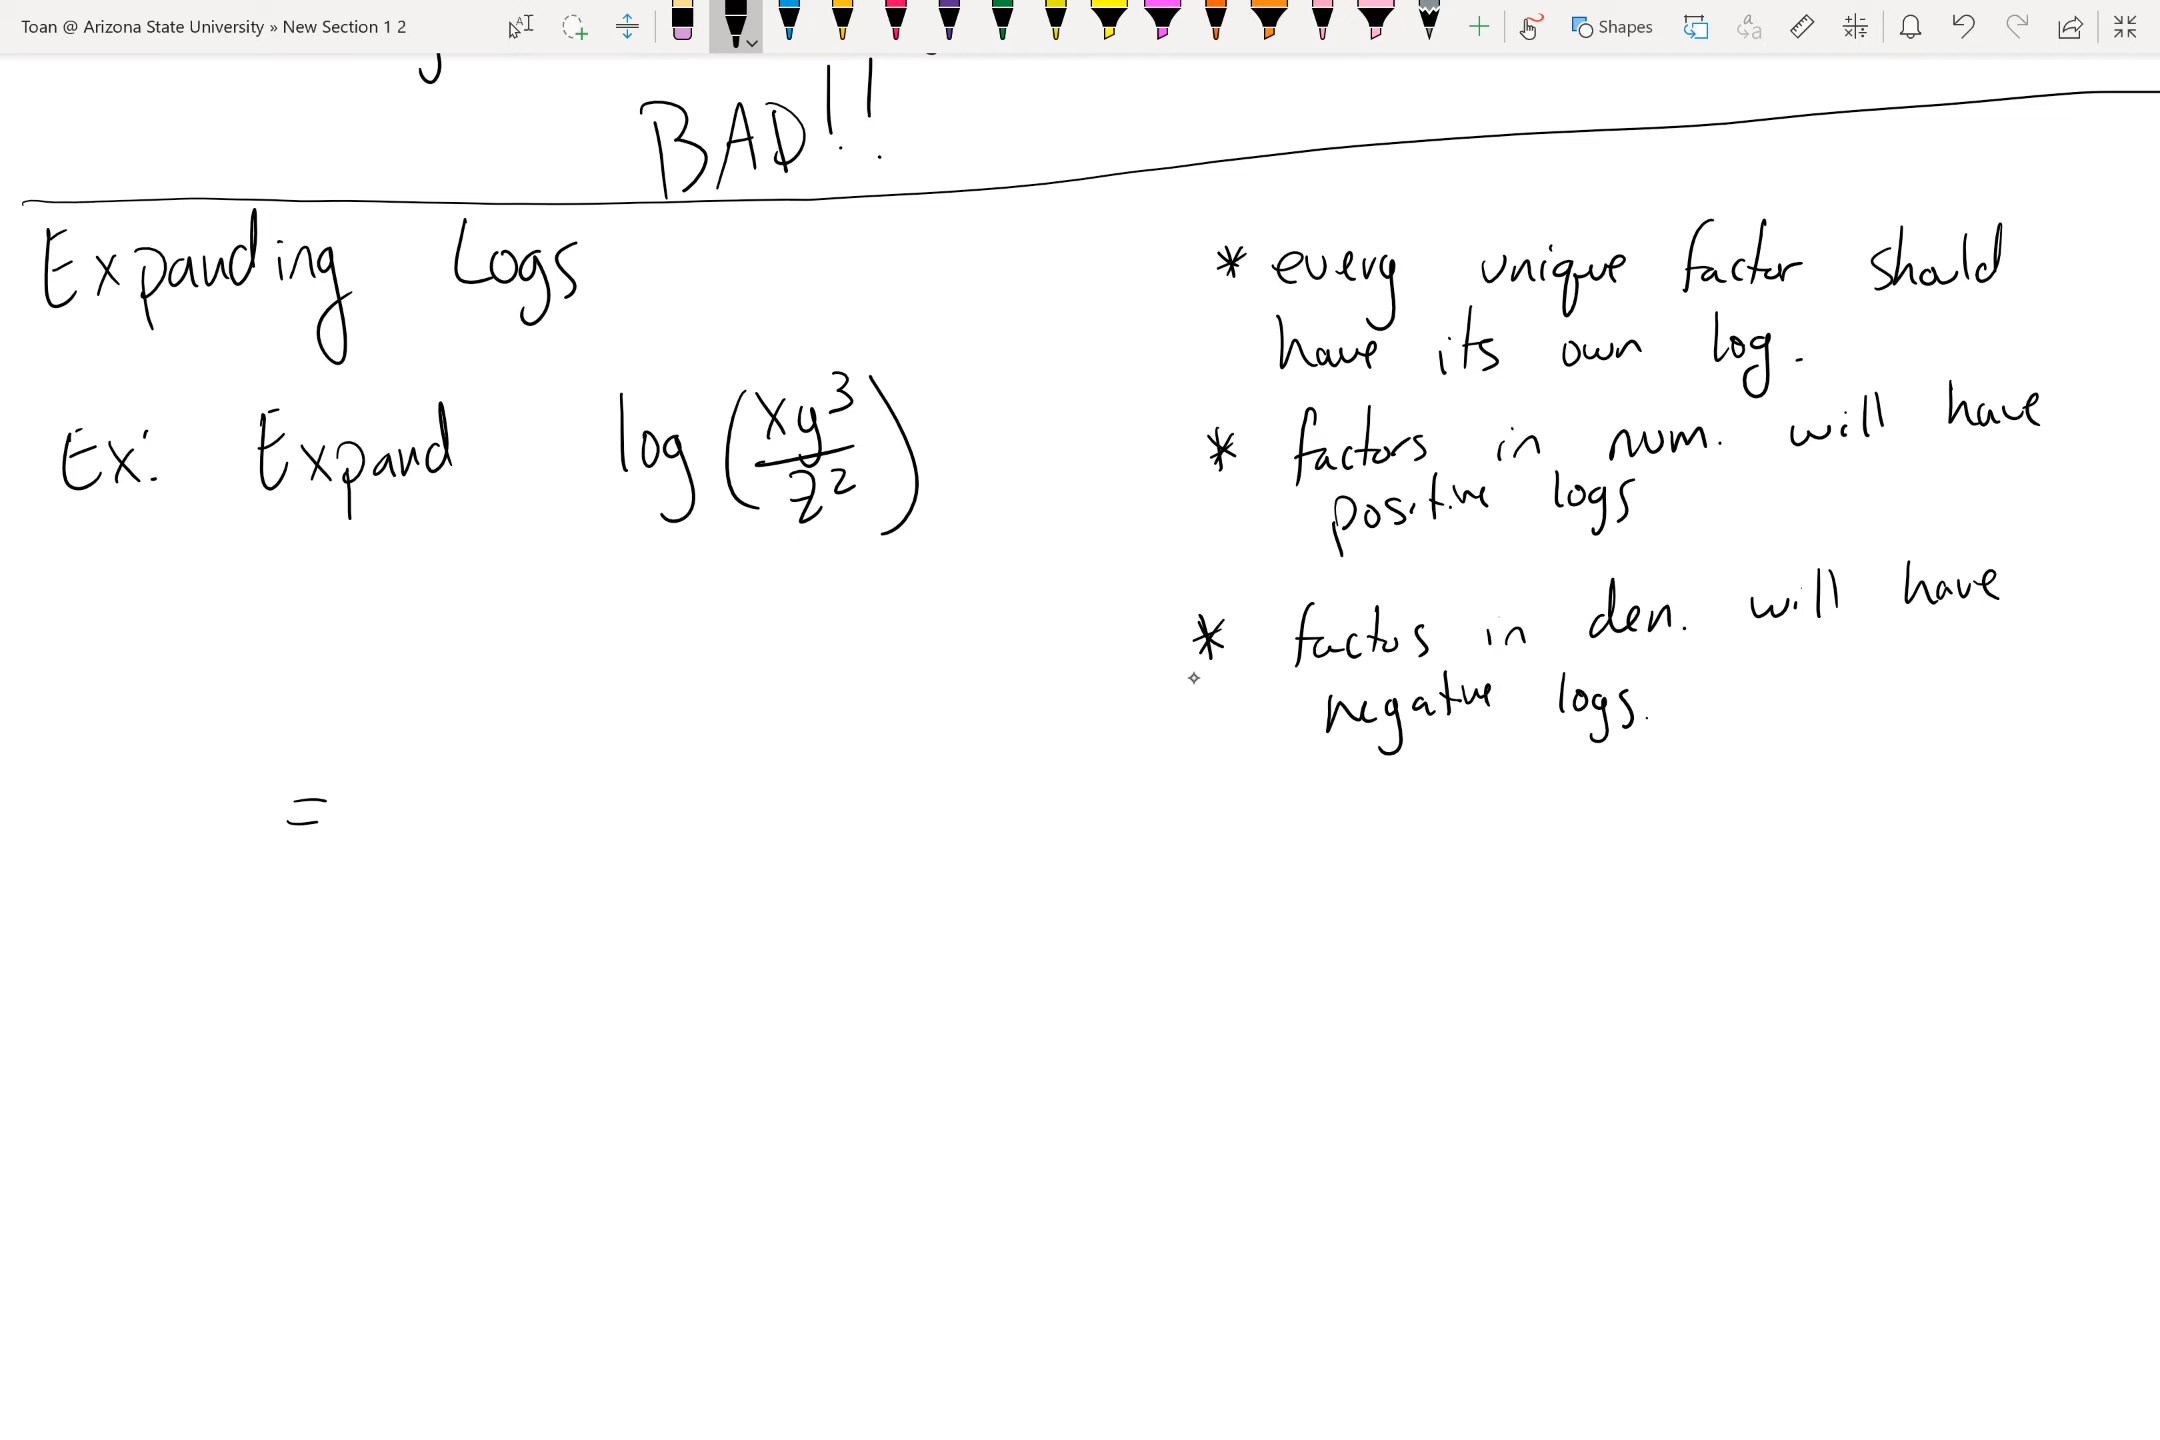 Toan @ Arizona State University » New Section 1 2
Shapes
BAD!!
Expanding Logs
Ex: Expand log(xy³/z²)
=
* every unique factor should
have its own log.
* factors in num. will have
positive logs
* factors in den. will have
negative logs.